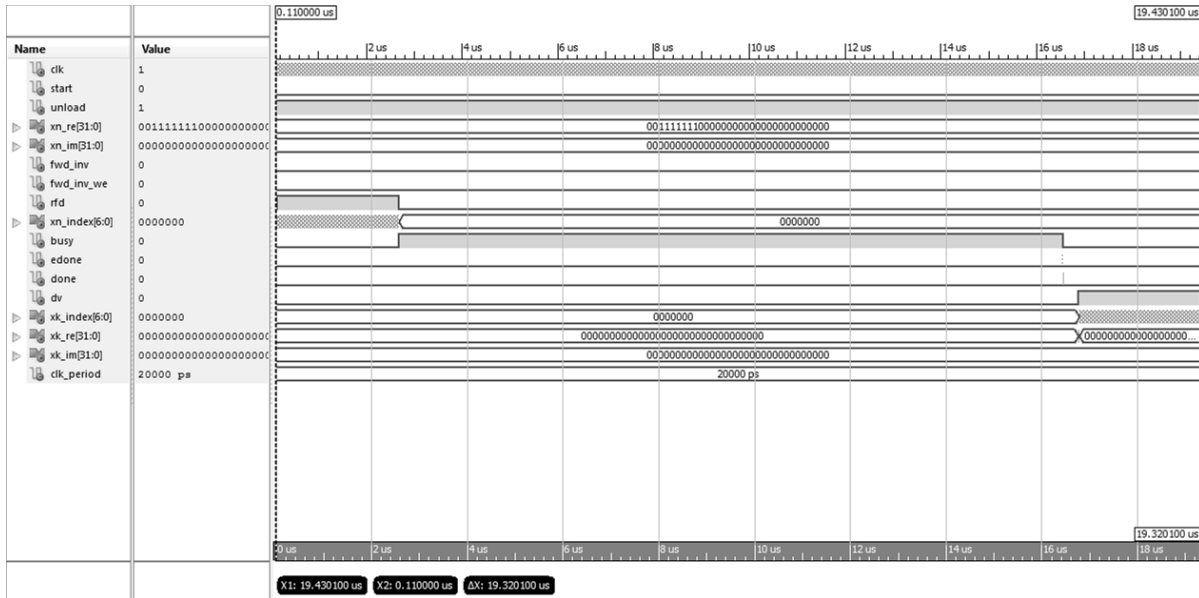 0.110000 us 19.430100 us
Name Value 2 us 4 us 6 us 8 us 10 us 12 us 14 us 16 us 18 us
clk 1
start 0
unload 1
xn_re[31:0] 0011111110000000000 00111111100000000000000000000000
xn_im[31:0] 0000000000000000000 00000000000000000000000000000000
fwd_inv 0
fwd_inv_we 0
rfd 0
xn_index[6:0] 0000000 0000000
busy 0
edone 0
done 0
dv 0
xk_index[6:0] 0000000 0000000
xk_re[31:0] 0000000000000000000 00000000000000000000000000000000 000000000000000000...
xk_im[31:0] 0000000000000000000 00000000000000000000000000000000
clk_period 20000 ps 20000 ps
19.320100 us
0 us 2 us 4 us 6 us 8 us 10 us 12 us 14 us 16 us 18 us
X1: 19.430100 us X2: 0.110000 us ΔX: 19.320100 us